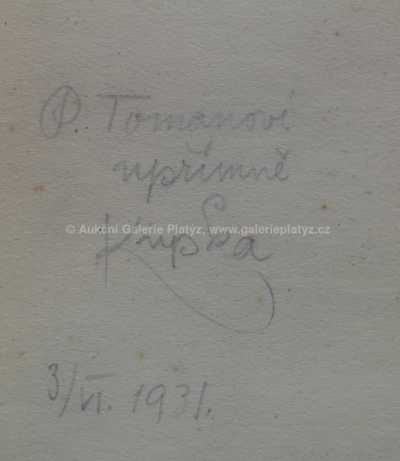 P. Tomanovi
upřímně
© Aukční Galerie Platýz, www.galerieplatyz.cz
Kupka
3/VI. 1931.